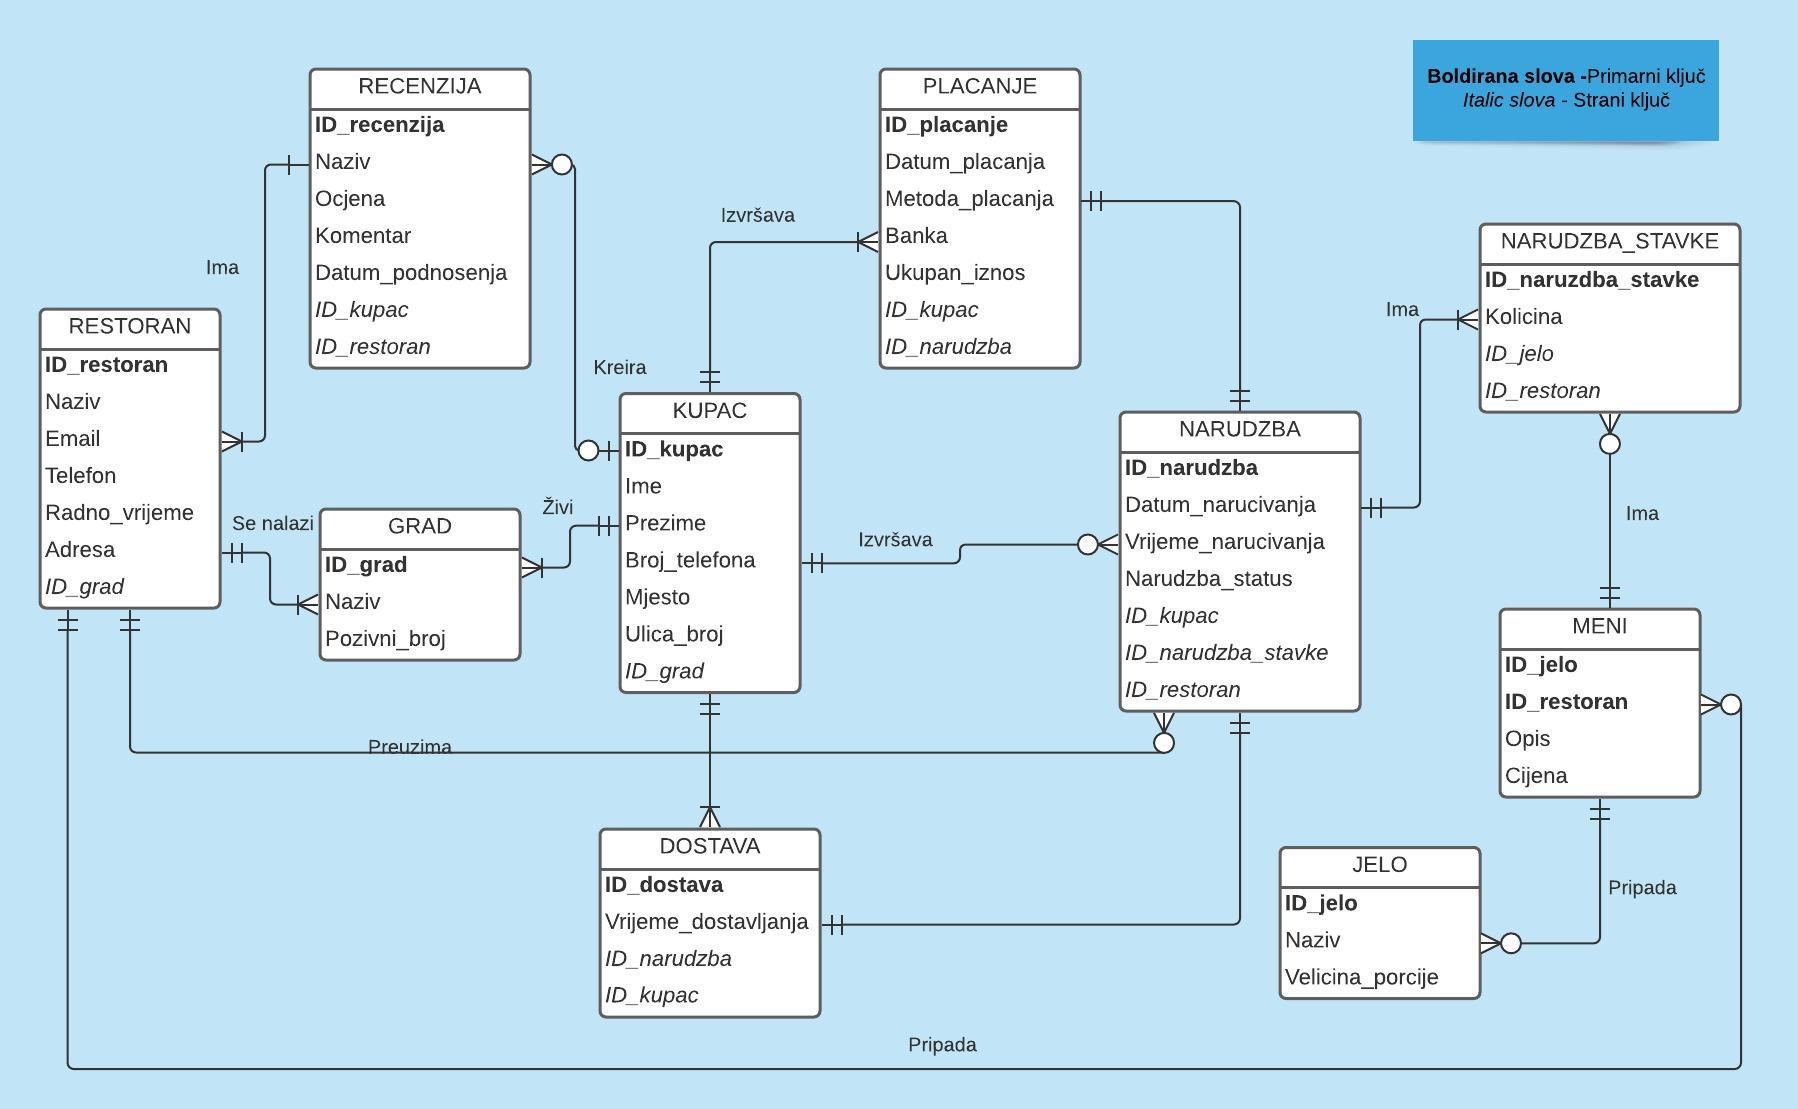 Boldirana slova -Primarni ključ
Italic slova - Strani ključ
RECENZIJA
ID_recenzija
Naziv
Ocjena
Komentar
Datum_podnosenja
ID_kupac
ID_restoran
PLACANJE
ID_placanje
Datum_placanja
Metoda_placanja
Banka
Ukupan_iznos
ID_kupac
ID_narudzba
NARUDZBA_STAVKE
ID_naruzdba_stavke
Kolicina
ID_jelo
ID_restoran
Izvršava
Ima
Ima
Kreira
RESTORAN
ID_restoran
Naziv
Email
Telefon
Radno_vrijeme
Adresa
ID_grad
Se nalazi
GRAD
ID_grad
Naziv
Pozivni_broj
Živi
KUPAC
ID_kupac
Ime
Prezime
Broj_telefona
Mjesto
Ulica_broj
ID_grad
Izvršava
NARUDZBA
ID_narudzba
Datum_narucivanja
Vrijeme_narucivanja
Narudzba_status
ID_kupac
ID_narudzba_stavke
ID_restoran
Ima
MENI
ID_jelo
ID_restoran
Opis
Cijena
Preuzima
DOSTAVA
ID_dostava
Vrijeme_dostavljanja
ID_narudzba
ID_kupac
JELO
ID_jelo
Naziv
Velicina_porcije
Pripada
Pripada